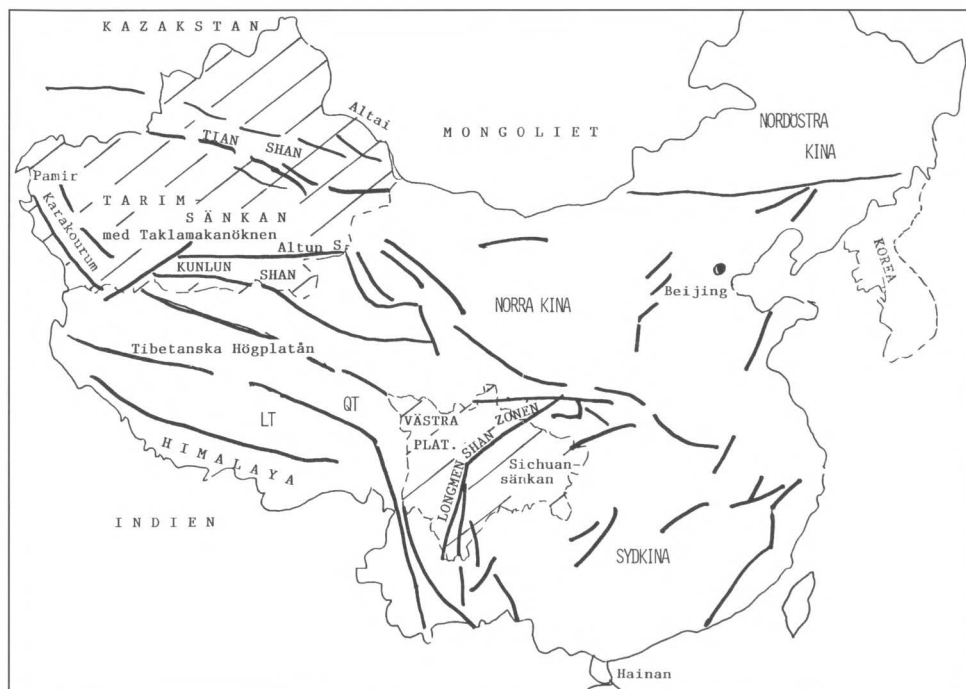 KAZAKSTAN
Altai
MONGOLIET
NORDÖSTRA
KINA
TIAN SHAN
Pamir
TARIM
SÄNKAN
med Taklamakanöknen
Karakourum
Altun S.
KUNLUN SHAN
KOREA
Beijing
NORRA KINA
Tibetanska Högplatån
QT
LT
VÄSTRA
PLAT.
LONGMEN SHAN ZONEN
Sichuan-
sänkan
HIMALAYA
INDIEN
SYDKINA
Hainan